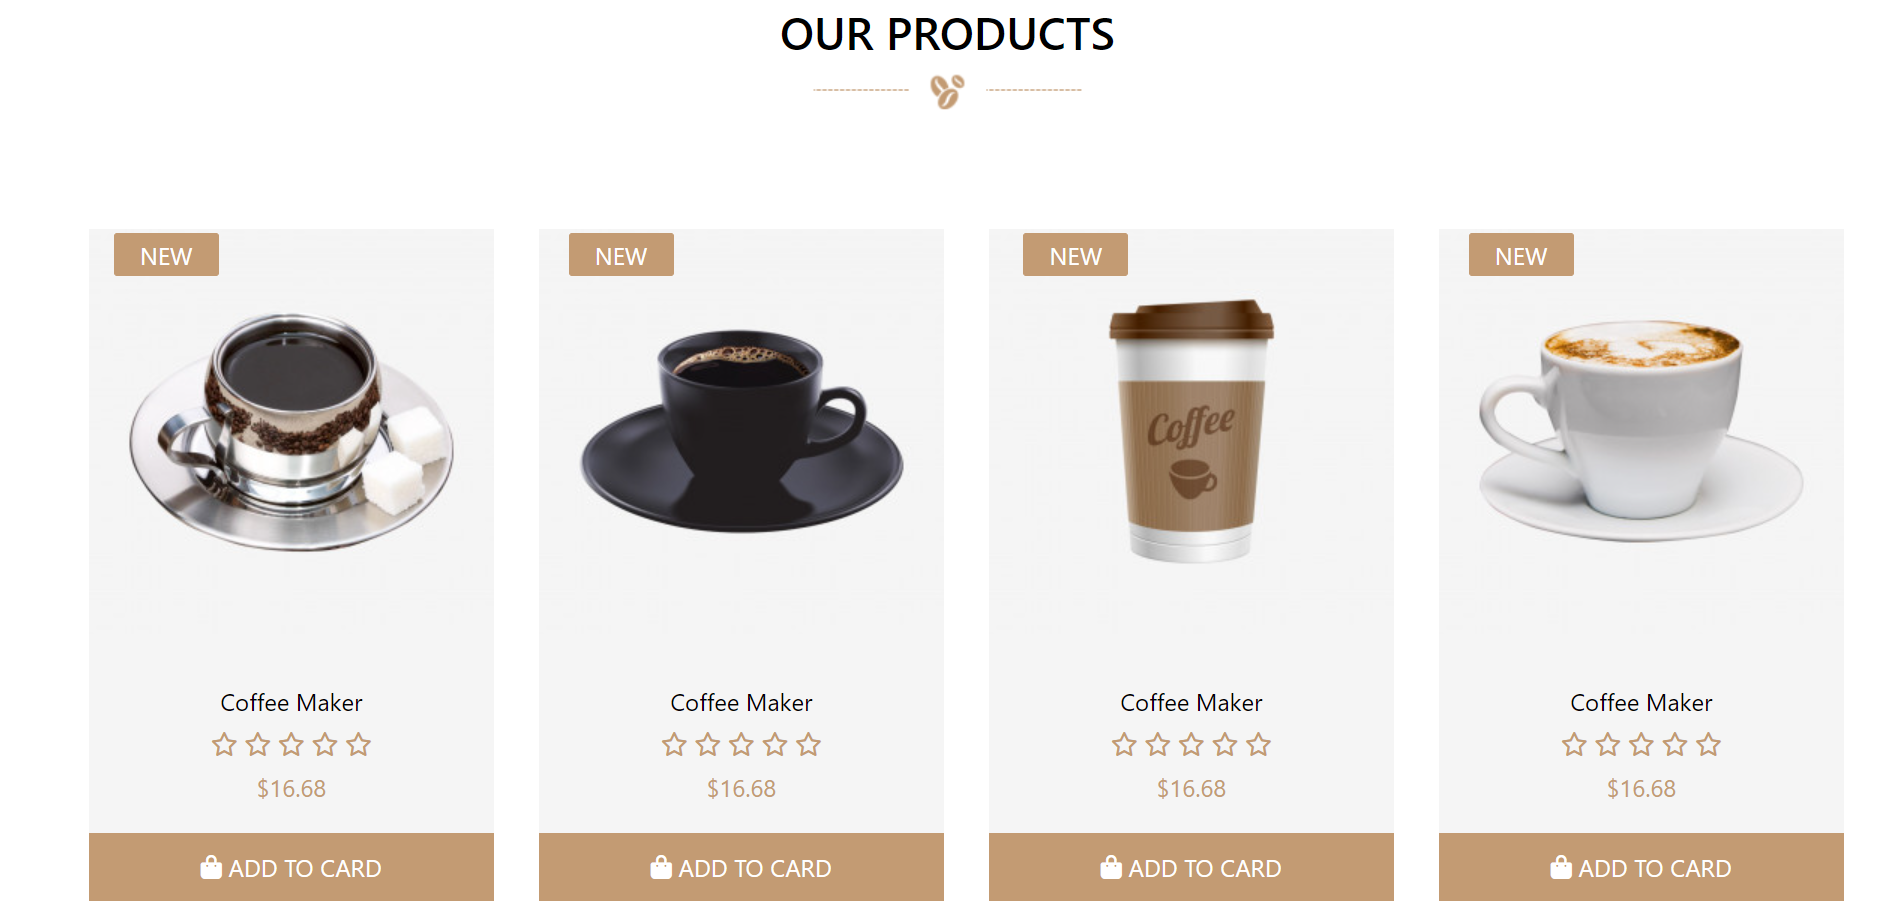 OUR PRODUCTS
NEW
Coffee Maker
$16.68
ADD TO CARD
NEW
Coffee Maker
$16.68
ADD TO CARD
NEW
Coffee
Coffee Maker
$16.68
ADD TO CARD
NEW
Coffee Maker
$16.68
ADD TO CARD